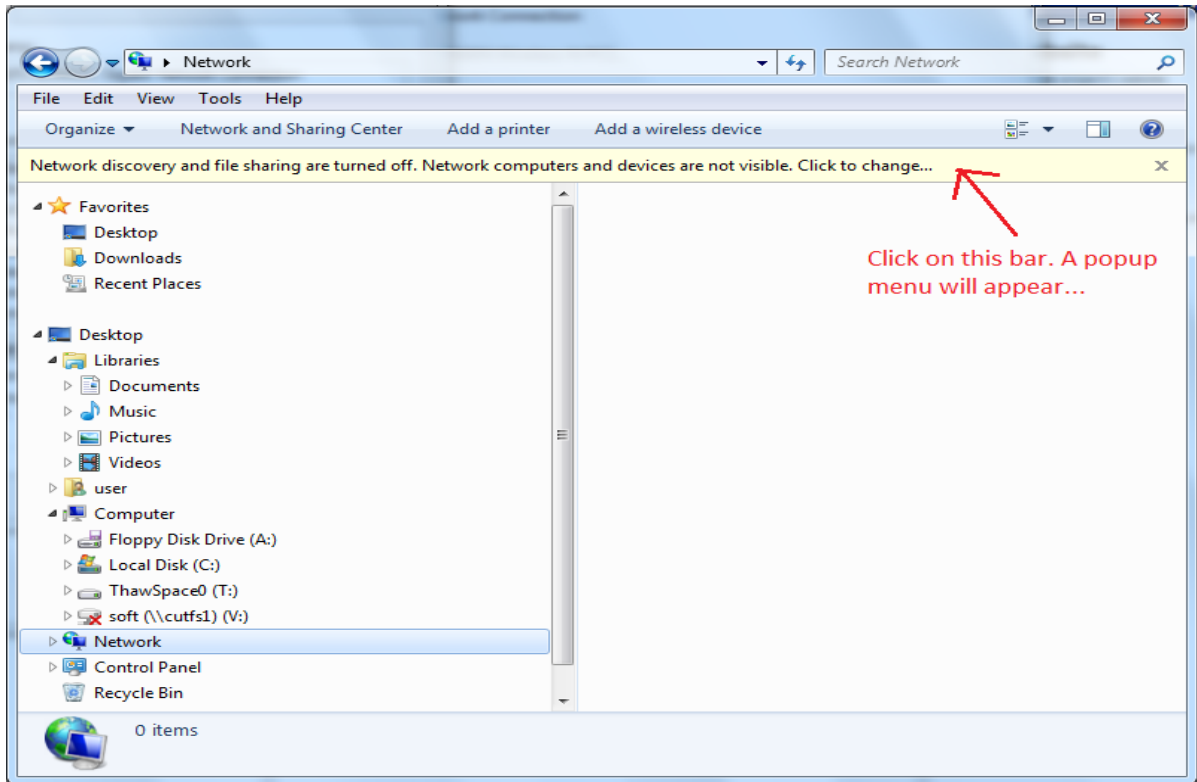 Network
Search Network
File Edit View Tools Help
Organize Network and Sharing Center Add a printer Add a wireless device
Network discovery and file sharing are turned off. Network computers and devices are not visible. Click to change...
Favorites
Desktop
Downloads
Recent Places
Click on this bar. A popup
menu will appear...
Desktop
Libraries
Documents
Music
Pictures
Videos
user
Computer
Floppy Disk Drive (A:)
Local Disk (C:)
ThawSpace0 (T:)
soft (\\cutfs1) (V:)
Network
Control Panel
Recycle Bin
0 items